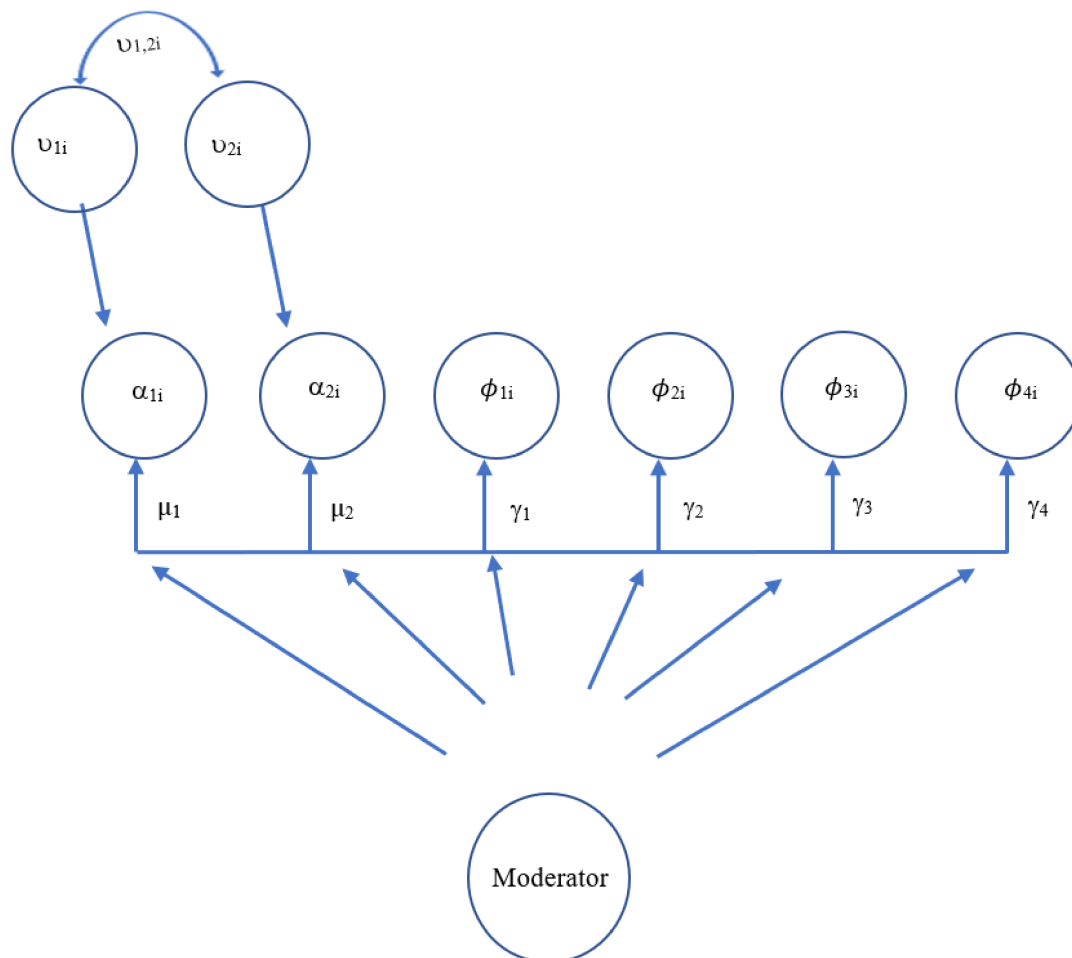 υ1,2i
υ1i
υ2i
α1i
α2i
ϕ1i
ϕ2i
ϕ3i
ϕ4i
μ1
μ2
γ1
γ2
γ3
γ4
Moderator